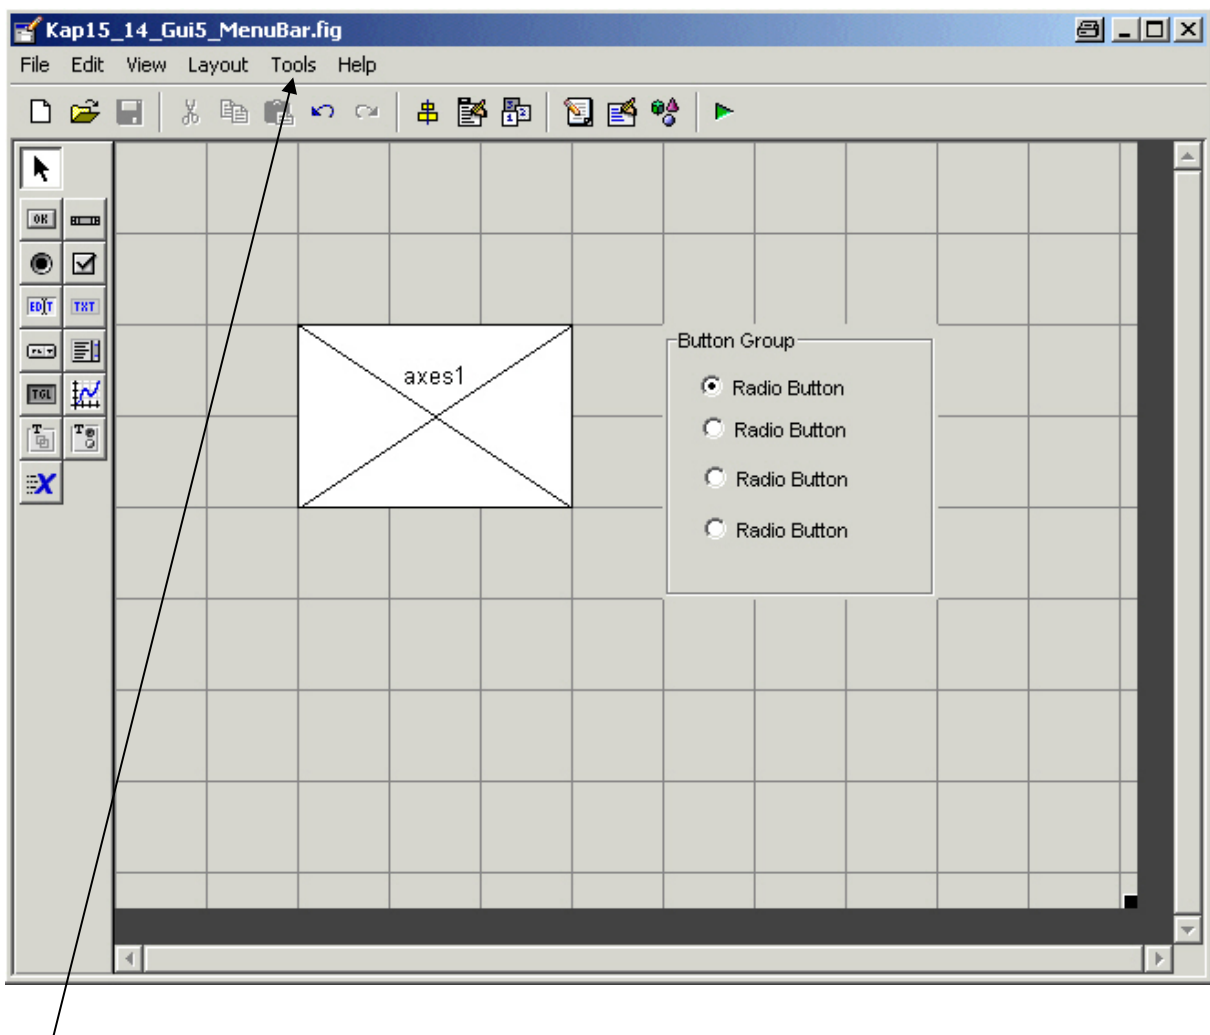 Kap15_14_Gui5_MenuBar.fig
File Edit View Layout Tools Help
OK
EDIT TXT
TGL
T T
X
axes1
Button Group
Radio Button
Radio Button
Radio Button
Radio Button